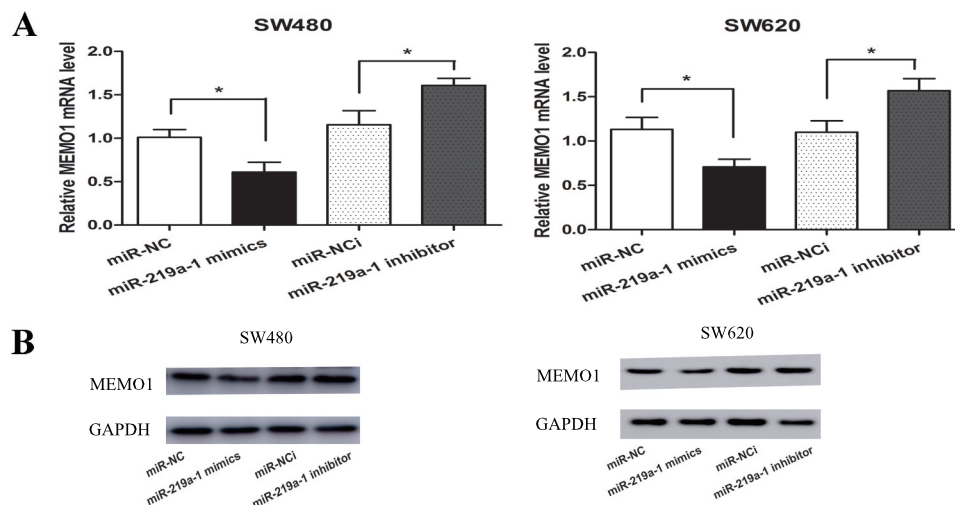 A
SW480
Relative MEMO1 mRNA level
2.0
1.5
1.0
0.5
0.0
*
*
miR-NC
miR-219a-1 mimics
miR-NCi
miR-219a-1 inhibitor
SW620
Relative MEMO1 mRNA level
2.0
1.5
1.0
0.5
0.0
*
*
miR-NC
miR-219a-1 mimics
miR-NCi
miR-219a-1 inhibitor
B
SW480
MEMO1
GAPDH
miR-NC
miR-219a-1 mimics
miR-NCi
miR-219a-1 inhibitor
SW620
MEMO1
GAPDH
miR-NC
miR-219a-1 mimics
miR-NCi
miR-219a-1 inhibitor